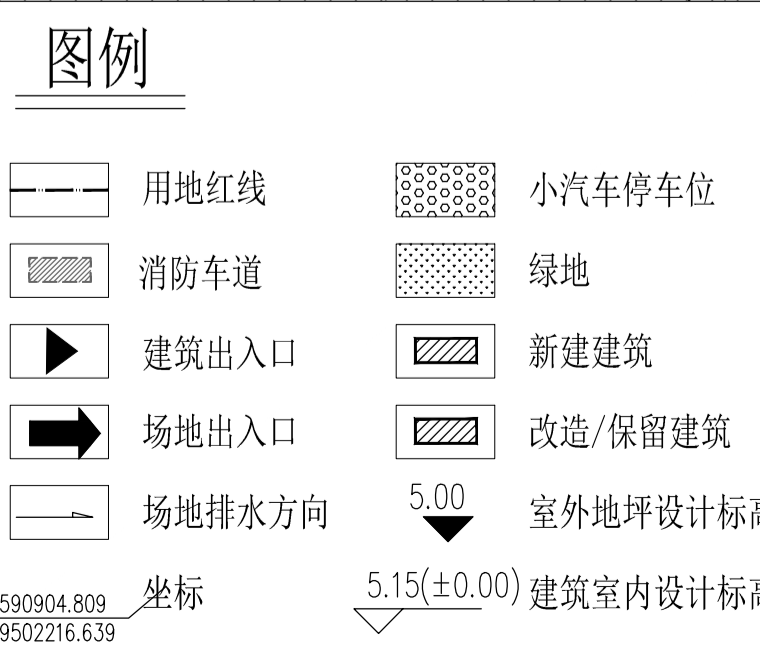 图例
用地红线 小汽车停车位
消防车道 绿地
建筑出入口 新建建筑
场地出入口 改造/保留建筑
场地排水方向 5.00 室外地坪设计标高
590904.809 坐标 5.15(±0.00) 建筑室内设计标高
9502216.639